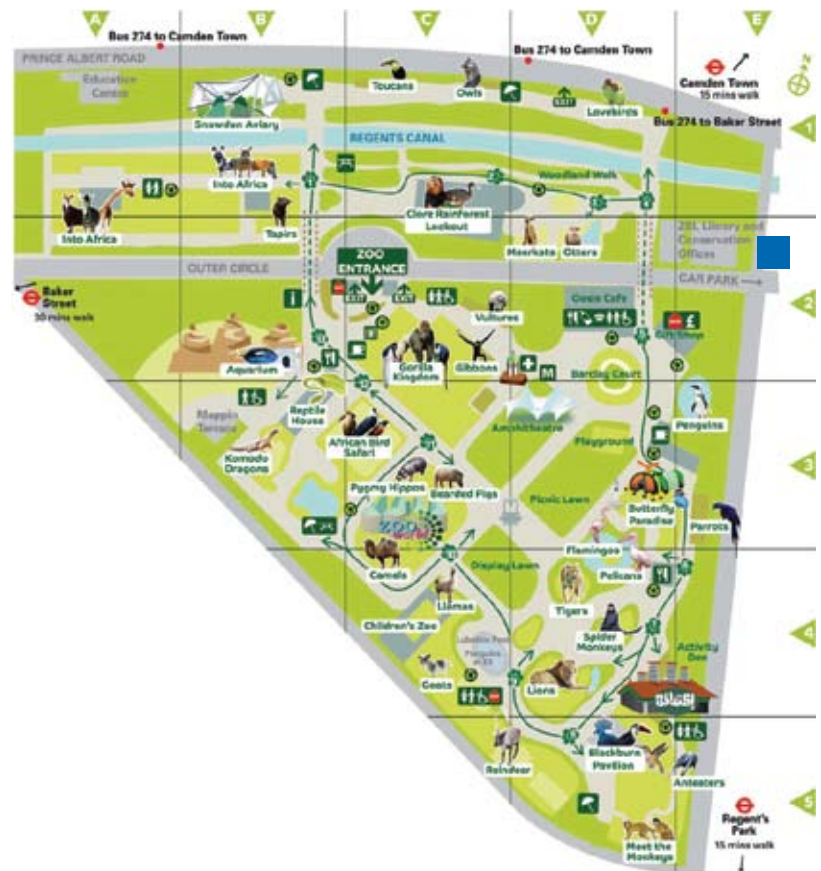 A B C D E
Bus 274 to Camden Town
Bus 274 to Camden Town
PRINCE ALBERT ROAD
Education
Centre
Toucans
Owls
EXIT
Lovebirds
Camden Town
15 mins walk
Bus 274 to Baker Street
Snowdon Aviary
1
REGENTS CANAL
Into Africa
Woodland Walk
Into Africa
Tapirs
Clore Rainforest
Lookout
Meerkats
Otters
ZSL Library and
Conservation
Offices
OUTER CIRCLE
ZOO
ENTRANCE
CAR PARK
Baker
Street
30 mins walk
EXIT
EXIT
Vultures
Oasis Cafe
2
Gift Shop
Aquarium
Gorilla
Kingdom
Gibbons
M
Barclay Court
Reptile
House
Mappin
Terrace
African Bird
Safari
Amphitheatre
Penguins
Komodo
Dragons
Playground
3
Pygmy Hippos
Bearded Pigs
Picnic Lawn
Butterfly
Paradise
Parrots
ZOO
world
Flamingos
Camels
Display Lawn
Pelicans
Llamas
Tigers
Children's Zoo
Spider
Monkeys
4
Activity
Goats
Lions
Blackburn
Pavilion
Reindeer
Anteaters
5
Regent's
Park
15 mins walk
Meet the
Monkeys